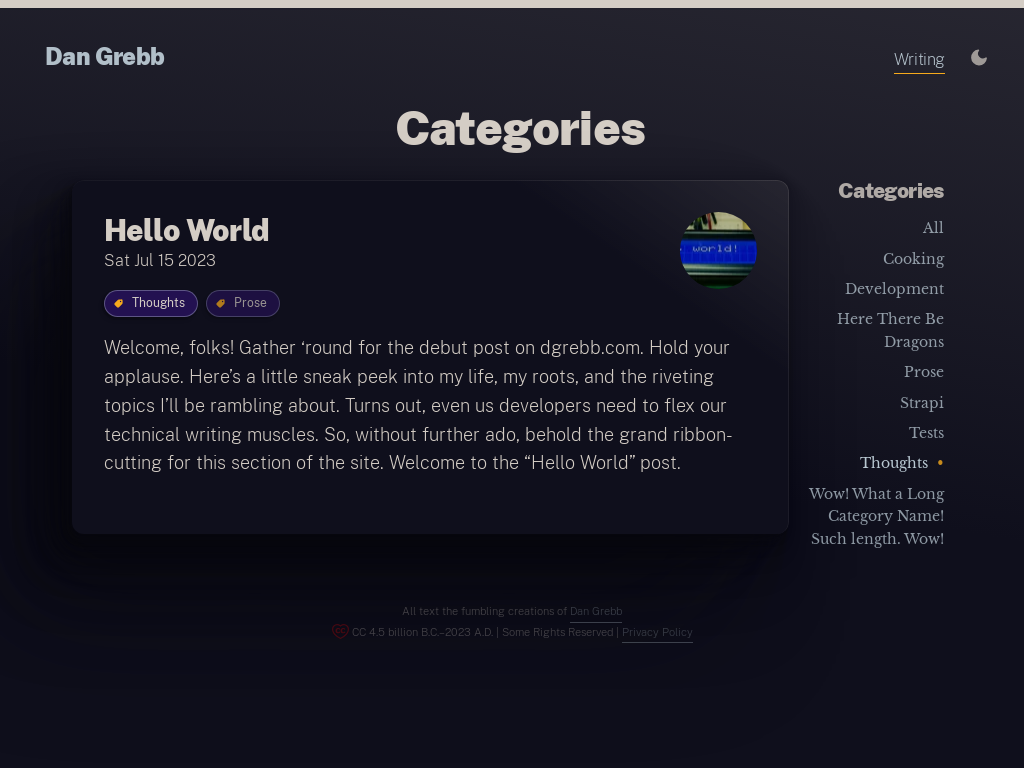 Dan Grebb
Writing
Categories
Hello World
Sat Jul 15 2023
world!
Thoughts
Prose
Welcome, folks! Gather ‘round for the debut post on dgrebb.com. Hold your
applause. Here’s a little sneak peek into my life, my roots, and the riveting
topics I’ll be rambling about. Turns out, even us developers need to flex our
technical writing muscles. So, without further ado, behold the grand ribbon-
cutting for this section of the site. Welcome to the “Hello World” post.
Categories
All
Cooking
Development
Here There Be
Dragons
Prose
Strapi
Tests
Thoughts •
Wow! What a Long
Category Name!
Such length. Wow!
All text the fumbling creations of Dan Grebb
CC 4.5 billion B.C.–2023 A.D. | Some Rights Reserved | Privacy Policy